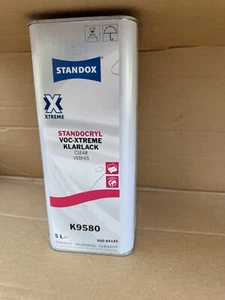 STANDOX
X
XTREME
STANDOCRYL
VOC-XTREME
KLARLACK
CLEAR
VERNIS
K9580
5 L